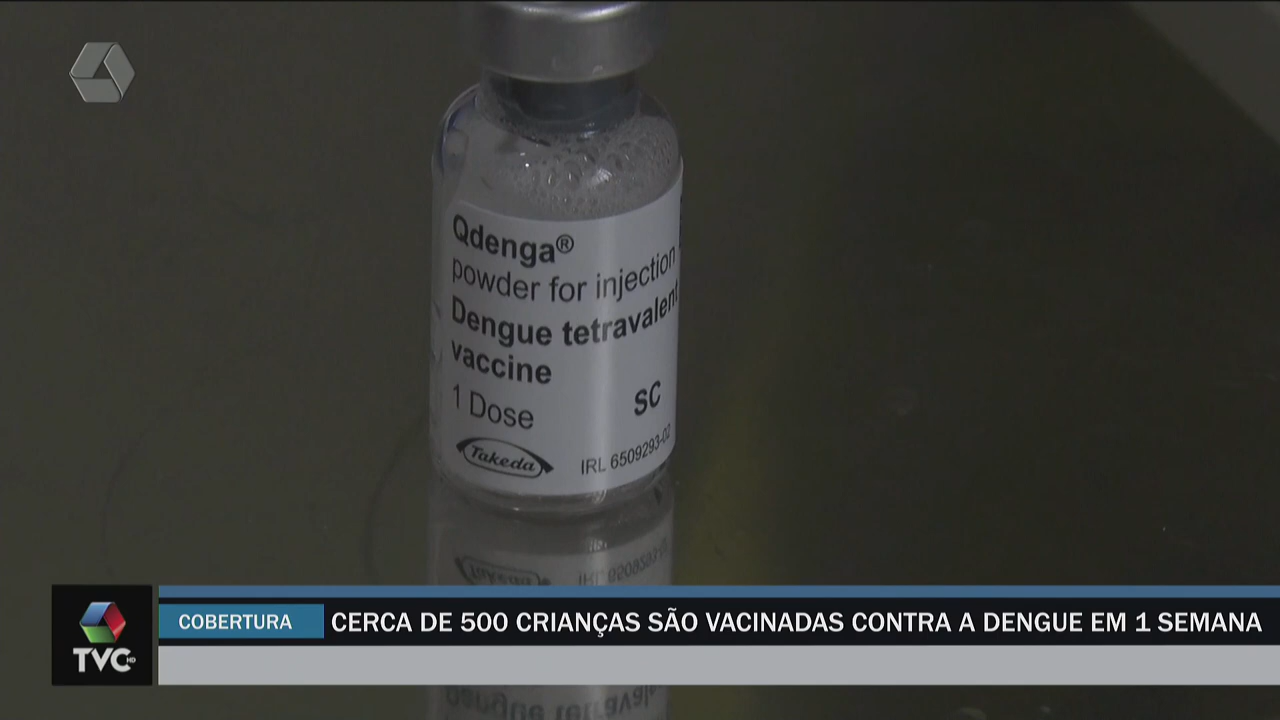 Qdenga®
powder for injection
Dengue tetravalent
vaccine
1 Dose
SC
Takeda
IRL 6509293-02
COBERTURA
CERCA DE 500 CRIANÇAS SÃO VACINADAS CONTRA A DENGUE EM 1 SEMANA
TVC HD